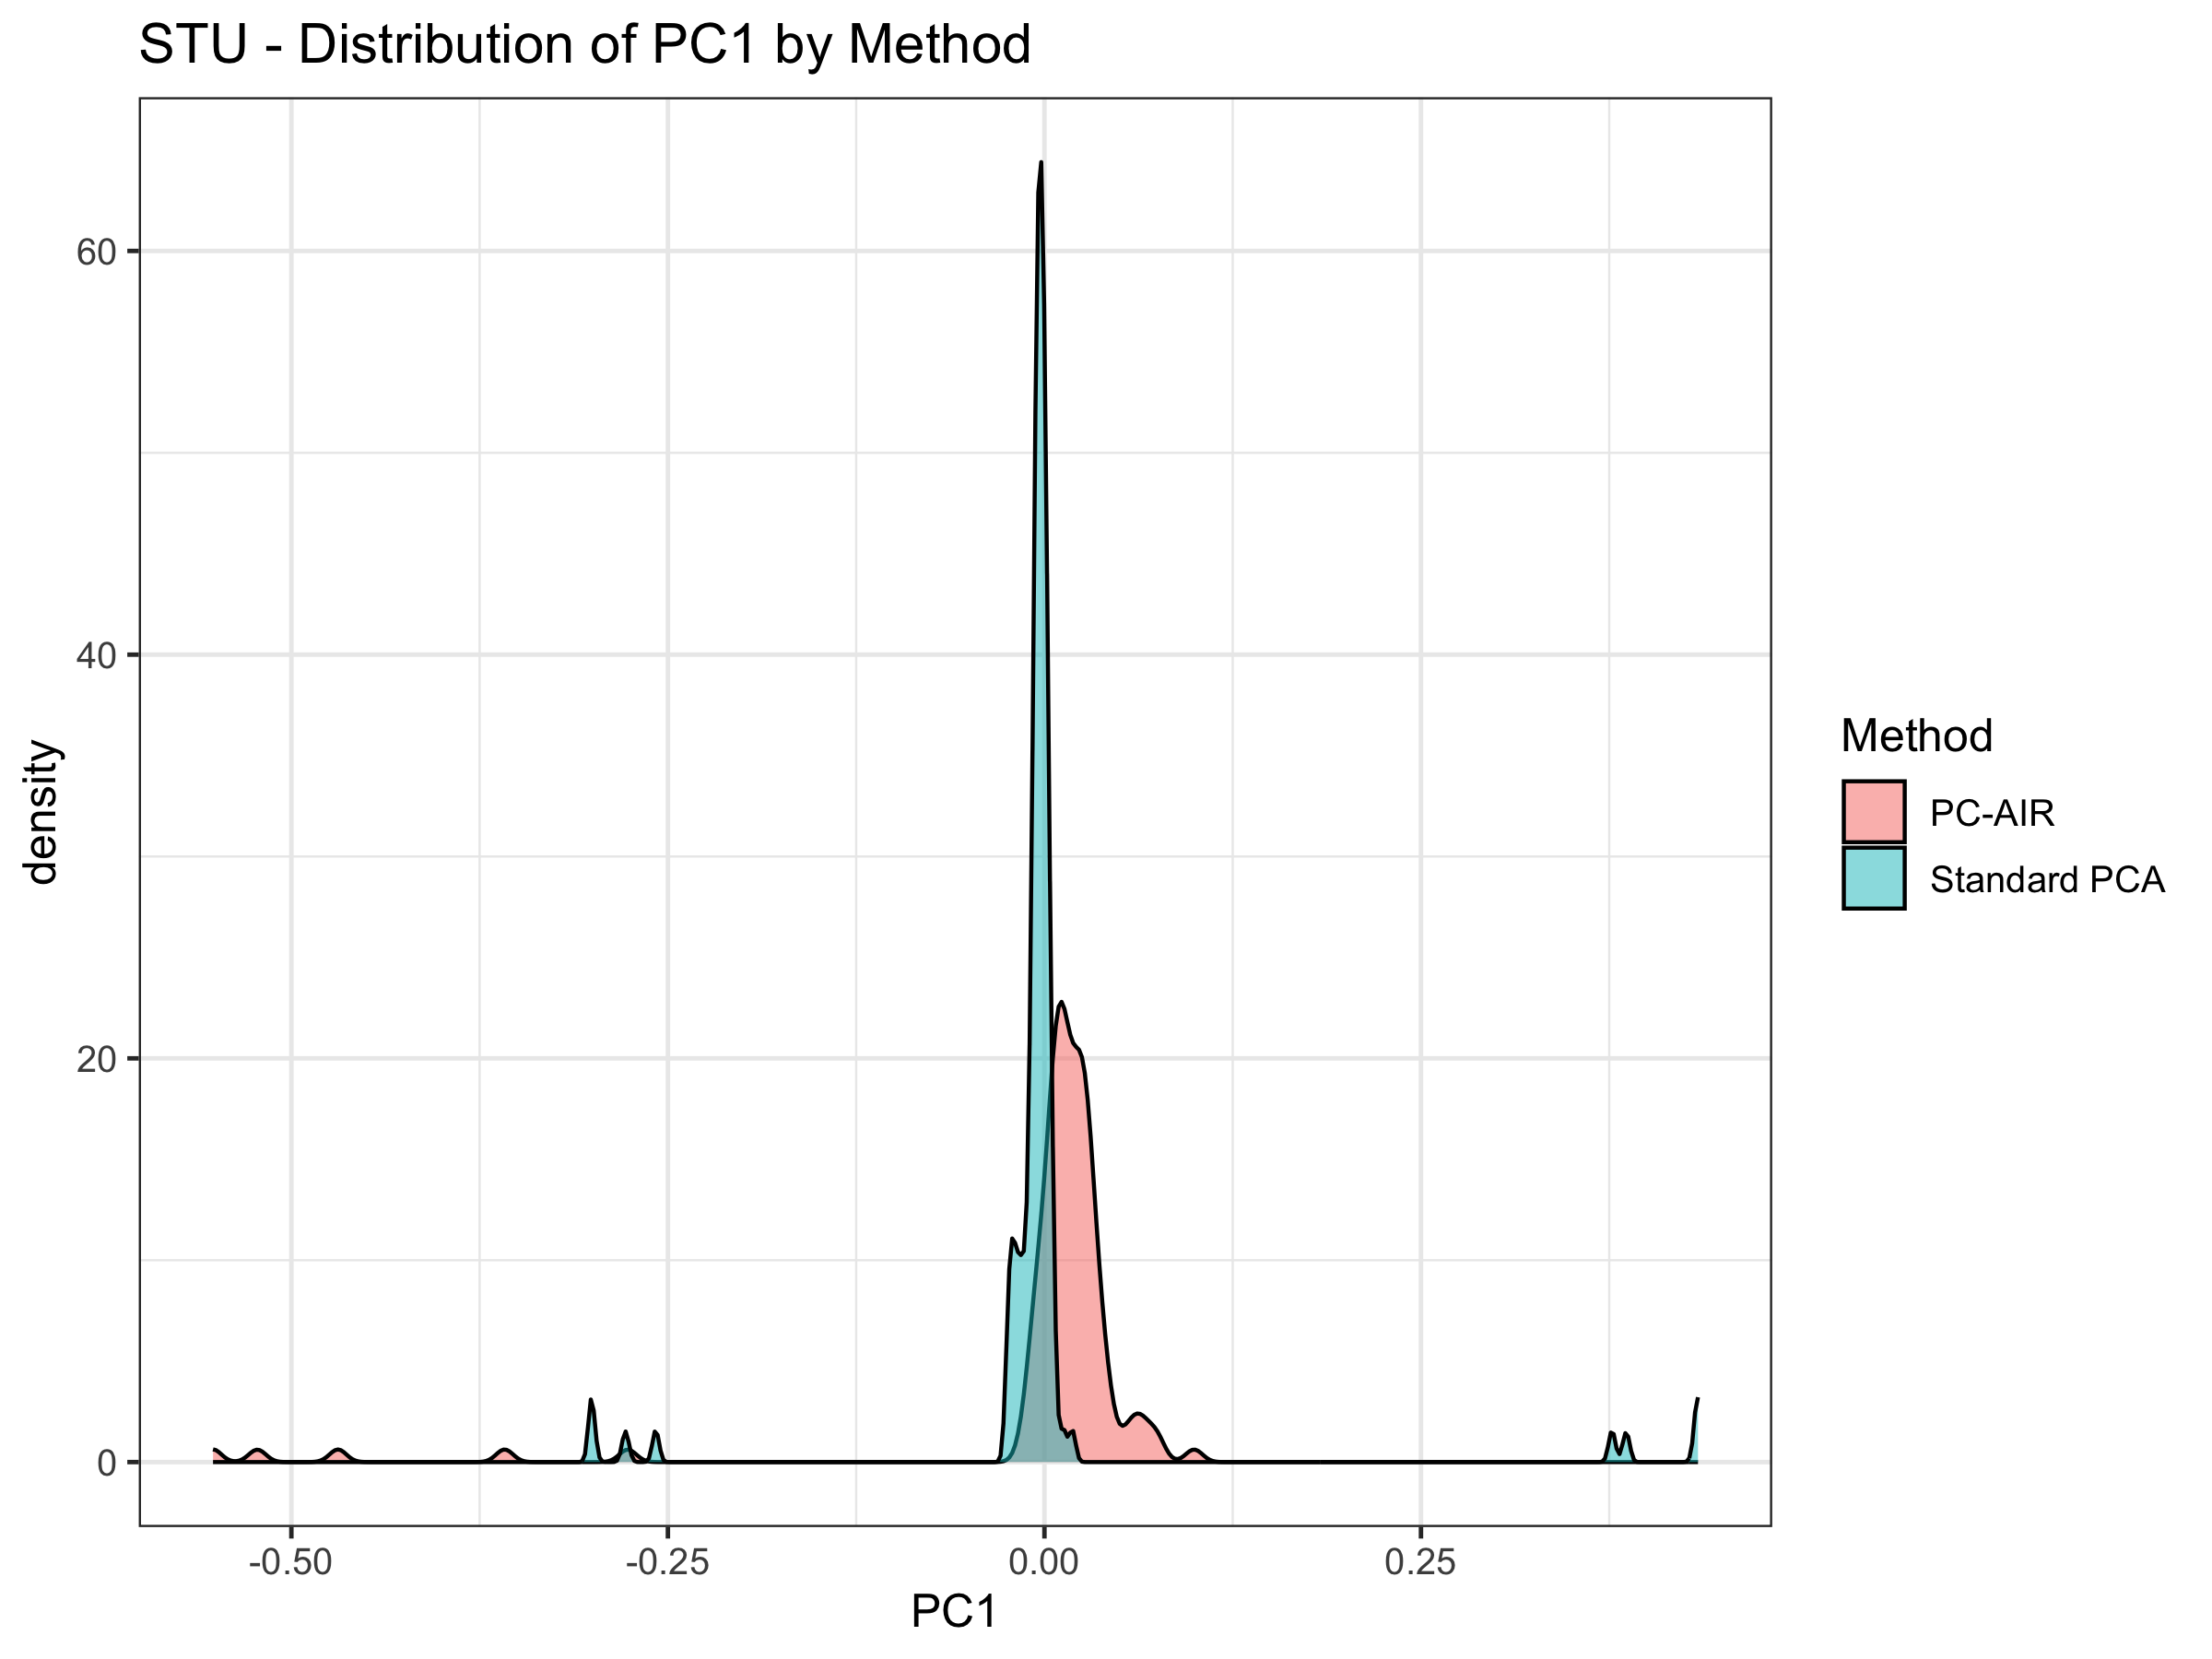 STU - Distribution of PC1 by Method
density
60
40
20
0
-0.50
-0.25
0.00
0.25
PC1
Method
PC-AIR
Standard PCA